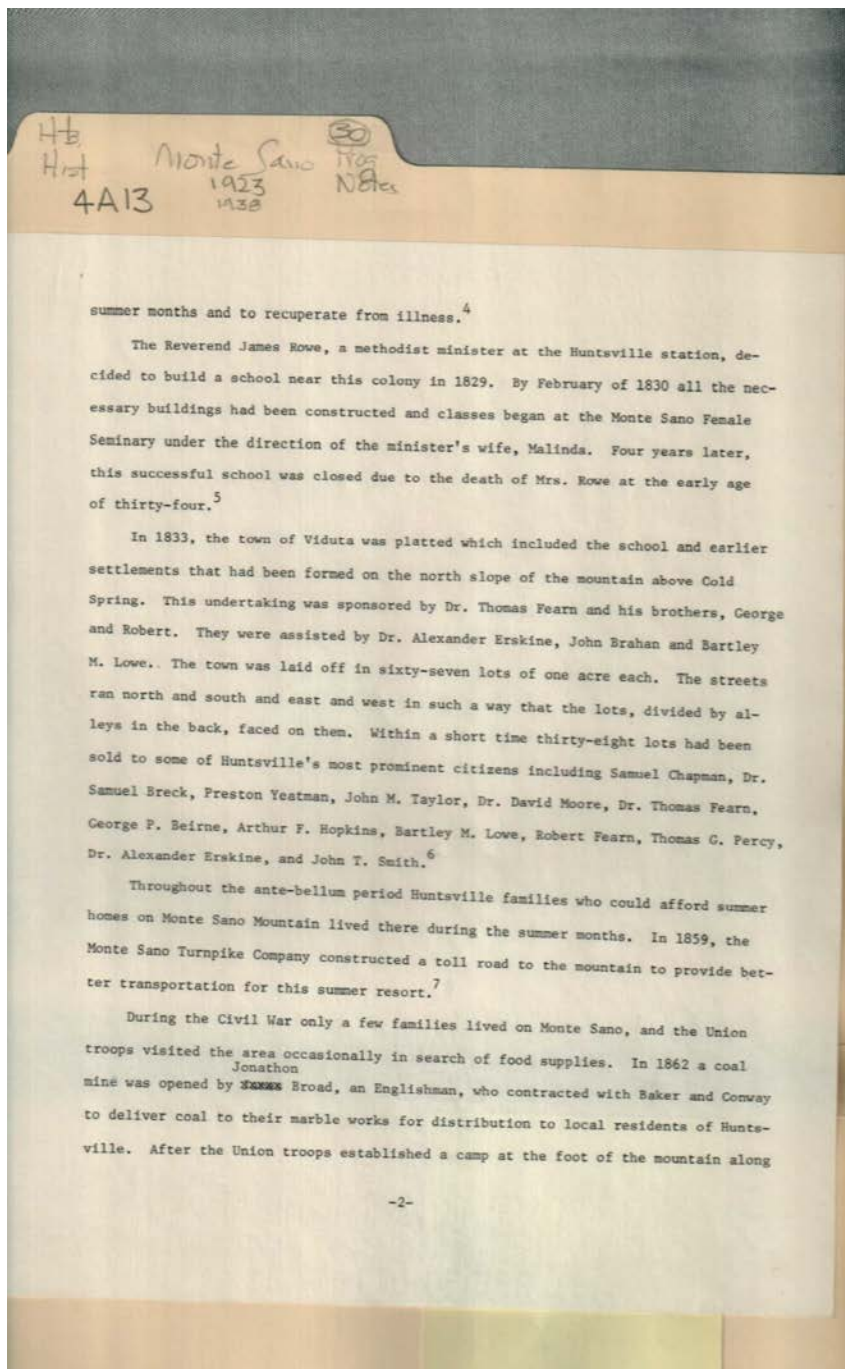 Hist
Monte Sano
30
Notes
4A13
1923
1938
summer months and to recuperate from illness.4
The Reverend James Rowe, a methodist minister at the Huntsville station, de-
cided to build a school near this colony in 1829. By February of 1830 all the nec-
essary buildings had been constructed and classes began at the Monte Sano Female
Seminary under the direction of the minister's wife, Malinda. Four years later,
this successful school was closed due to the death of Mrs. Rowe at the early age
of thirty-four.5
In 1833, the town of Viduta was platted which included the school and earlier
settlements that had been formed on the north slope of the mountain above Cold
Spring. This undertaking was sponsored by Dr. Thomas Fearn and his brothers, George
and Robert. They were assisted by Dr. Alexander Erskine, John Brahan and Bartley
M. Lowe.. The town was laid off in sixty-seven lots of one acre each. The streets
ran north and south and east and west in such a way that the lots, divided by al-
leys in the back, faced on them. Within a short time thirty-eight lots had been
sold to some of Huntsville's most prominent citizens including Samuel Chapman, Dr.
Samuel Breck, Preston Yeatman, John M. Taylor, Dr. David Moore, Dr. Thomas Fearn,
George P. Beirne, Arthur F. Hopkins, Bartley M. Lowe, Robert Fearn, Thomas G. Percy,
Dr. Alexander Erskine, and John T. Smith.6
Throughout the ante-bellum period Huntsville families who could afford summer
homes on Monte Sano Mountain lived there during the summer months. In 1859, the
Monte Sano Turnpike Company constructed a toll road to the mountain to provide bet-
ter transportation for this summer resort.7
During the Civil War only a few families lived on Monte Sano, and the Union
troops visited the area occasionally in search of food supplies. In 1862 a coal
Jonathon
mine was opened by Broad, an Englishman, who contracted with Baker and Conway
to deliver coal to their marble works for distribution to local residents of Hunts-
ville. After the Union troops established a camp at the foot of the mountain along
-2-